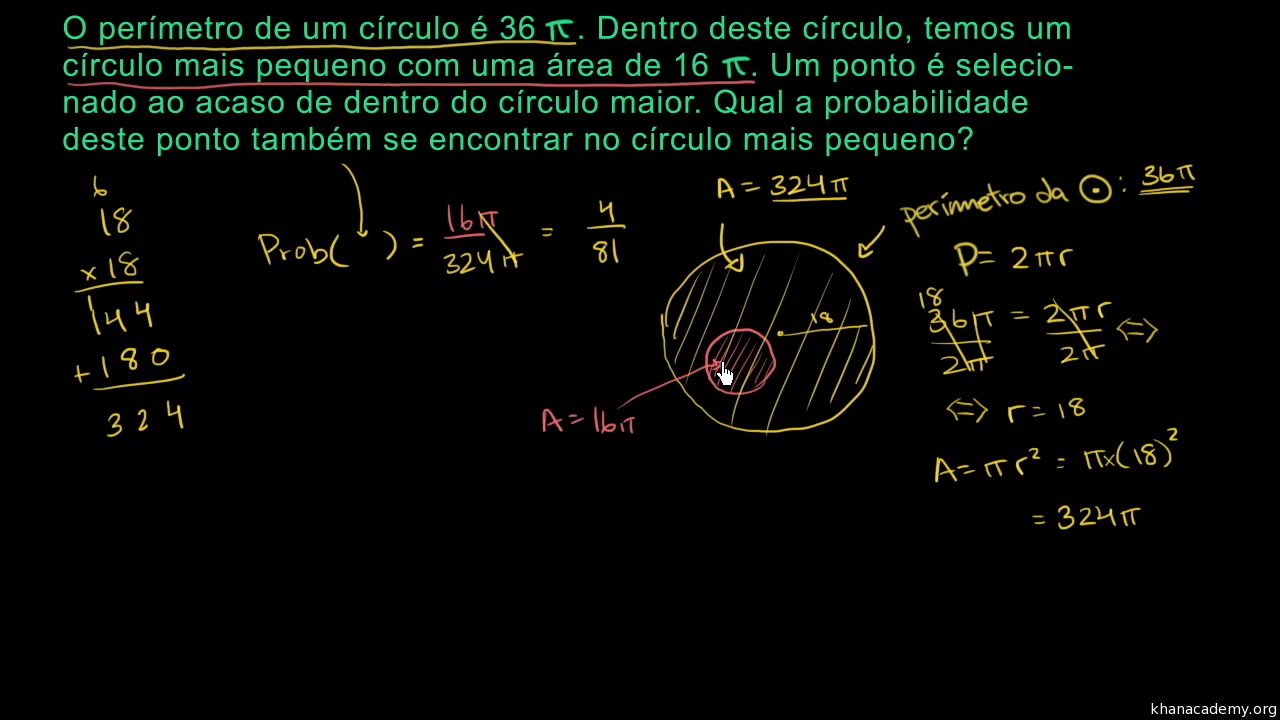 O perímetro de um círculo é 36 π. Dentro deste círculo, temos um
círculo mais pequeno com uma área de 16 π. Um ponto é selecio-
nado ao acaso de dentro do círculo maior. Qual a probabilidade
deste ponto também se encontrar no círculo mais pequeno?
6
18
x 18
144
+ 180
324
Prob( ) = 16π/324π = 4/81
A = 324π
18
A = 16π
perímmetro da ⊙ : 36π
P = 2πr
18
36π/2π = 2πr/2π ⇔
⇔ r = 18
A = πr² = π×(18)²
= 324π
khanacademy.org